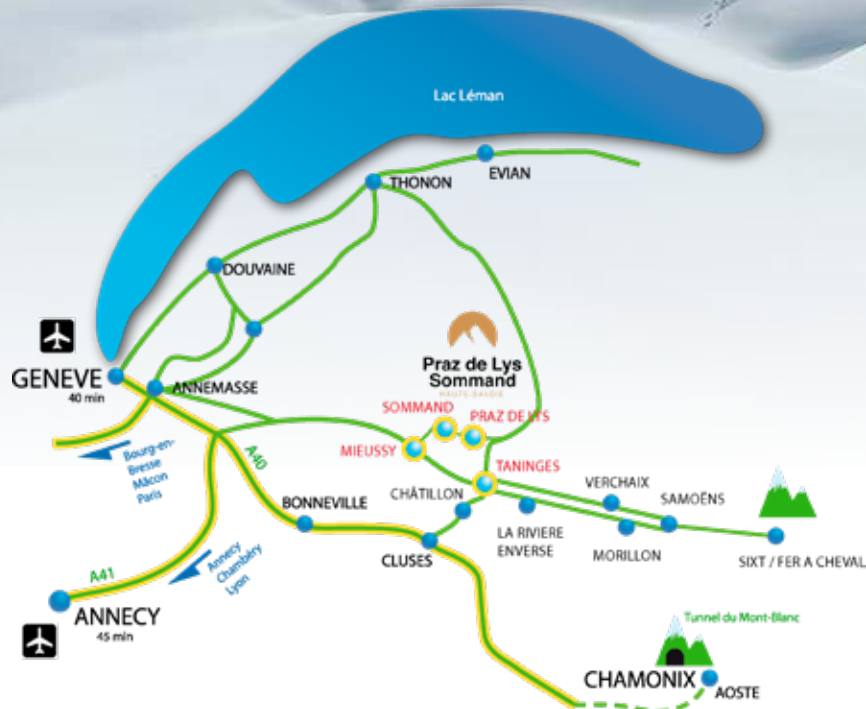 Lac Léman
EVIAN
THONON
DOUVAINE
GENEVE
40 min
ANNEMASSE
Praz de Lys
Sommand
HAUTE-SAVOIE
SOMMAND
PRAZ DE LYS
MIEUSSY
TANINGES
Bourg-en-
Bresse
Mâcon
Paris
A40
BONNEVILLE
CHÂTILLON
VERCHAIX
SAMOËNS
LA RIVIERE
ENVERSE
MORILLON
SIXT / FER A CHEVAL
CLUSES
Annecy
Chambéry
Lyon
A41
ANNECY
45 min
Tunnel du Mont-Blanc
CHAMONIX
AOSTE